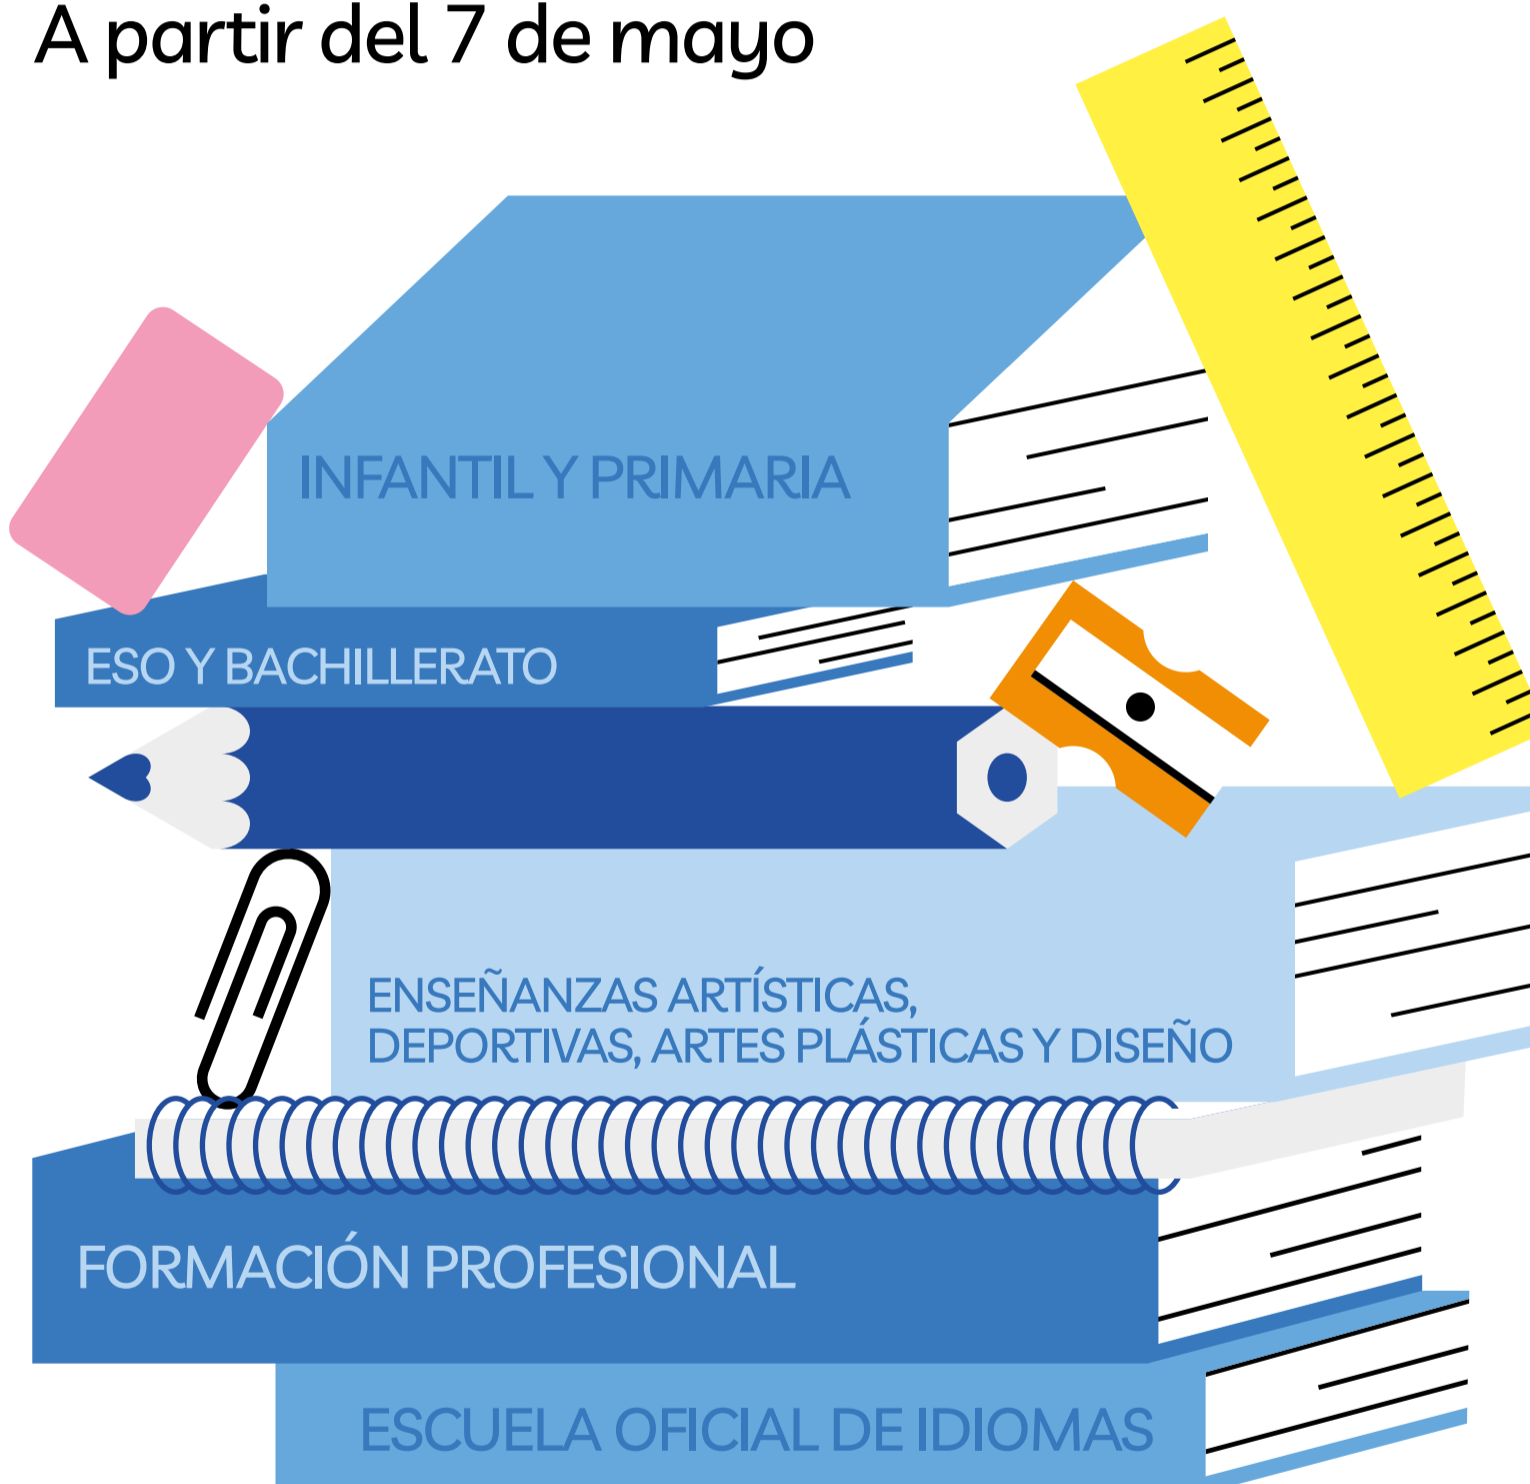 A partir del 7 de mayo
INFANTIL Y PRIMARIA
ESO Y BACHILLERATO
ENSEÑANZAS ARTÍSTICAS,
DEPORTIVAS, ARTES PLÁSTICAS Y DISEÑO
FORMACIÓN PROFESIONAL
ESCUELA OFICIAL DE IDIOMAS